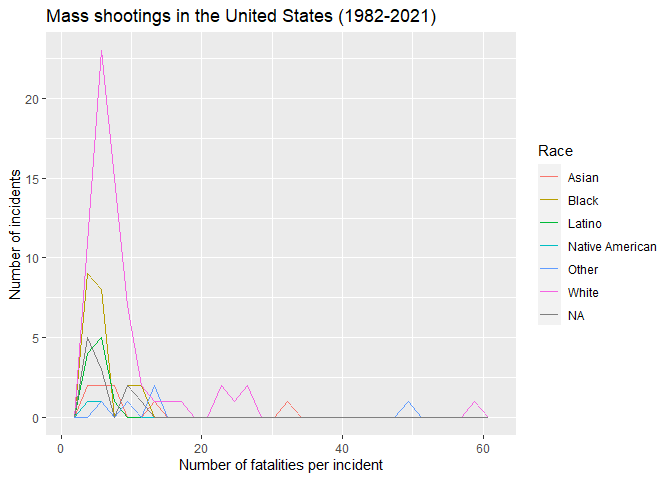 Mass shootings in the United States (1982-2021)
Number of incidents
20
15
10
5
0
0 20 40 60
Number of fatalities per incident
Race
Asian
Black
Latino
Native American
Other
White
NA